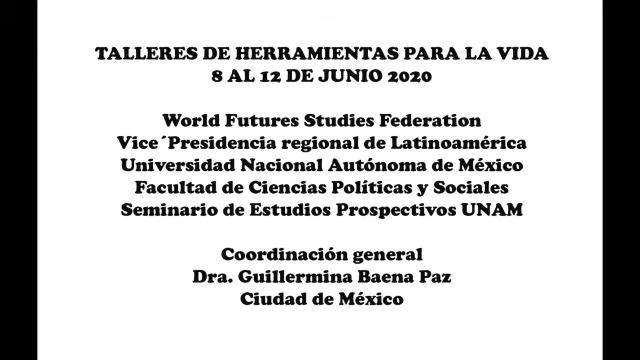 TALLERES DE HERRAMIENTAS PARA LA VIDA
8 AL 12 DE JUNIO 2020
World Futures Studies Federation
Vice´Presidencia regional de Latinoamérica
Universidad Nacional Autónoma de México
Facultad de Ciencias Políticas y Sociales
Seminario de Estudios Prospectivos UNAM
Coordinación general
Dra. Guillermina Baena Paz
Ciudad de México